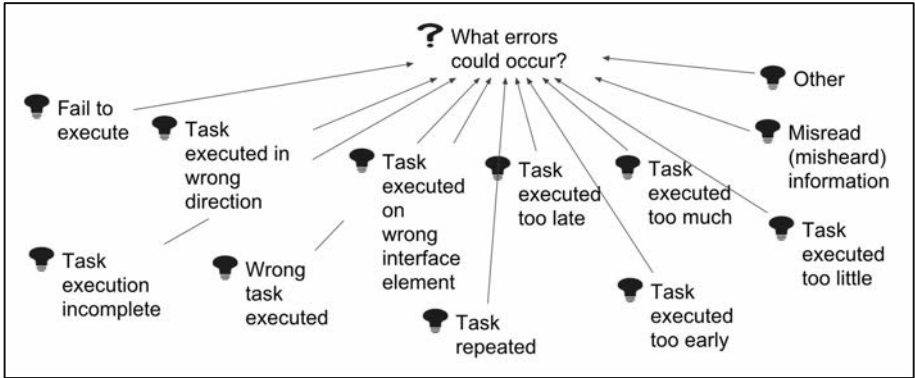 What errors
could occur?
Other
Fail to
execute
Task
executed in
wrong
direction
Misread
(misheard)
information
Task
executed
on
wrong
interface
element
Task
executed
too late
Task
executed
too much
Task
executed
too little
Task
execution
incomplete
Wrong
task
executed
Task
repeated
Task
executed
too early